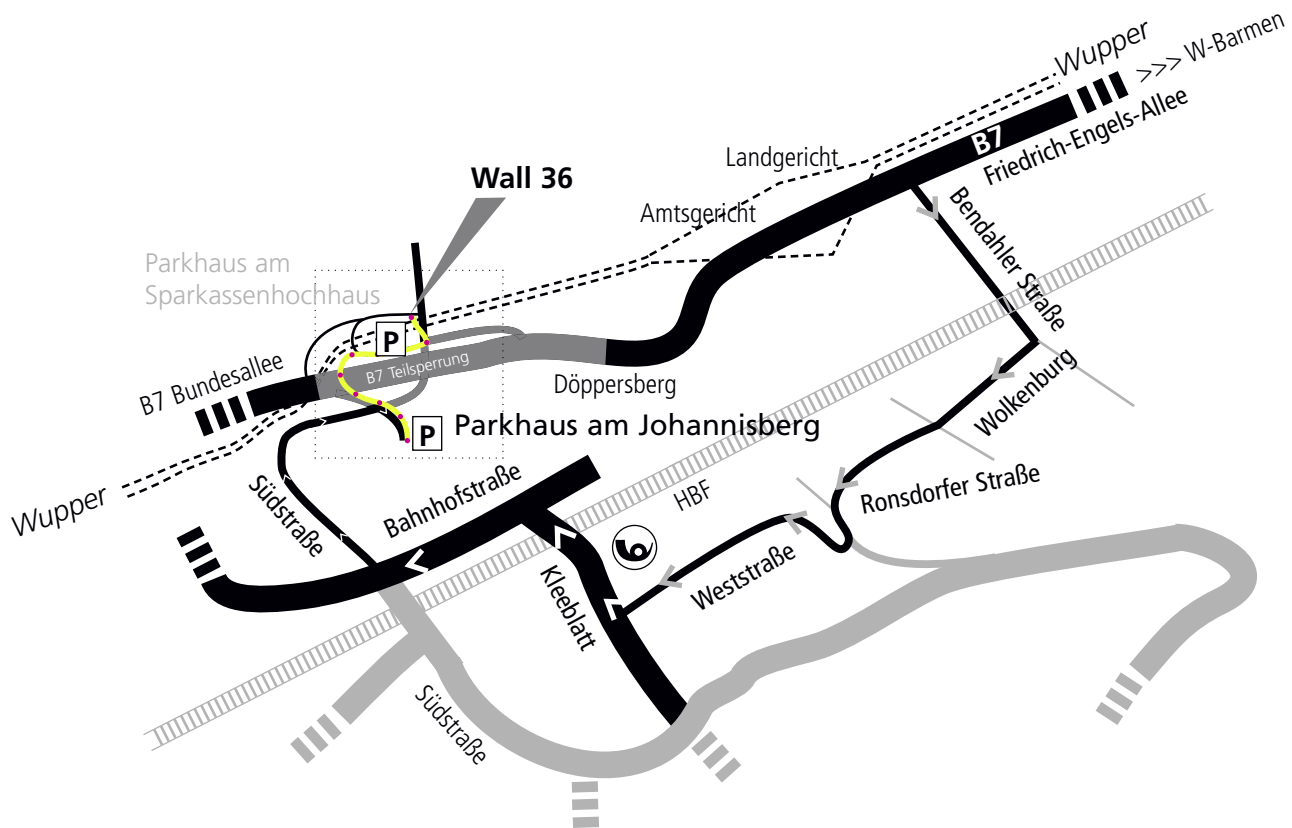 Wupper
>>> W-Barmen
B7
Friedrich-Engels-Allee
Landgericht
Wall 36
Amtsgericht
Bendahler Straße
Parkhaus am
Sparkassenhochhaus
P
B7 Teilsperrung
B7 Bundesallee
Döppersberg
Wolkenburg
P Parkhaus am Johannisberg
Wupper
Südstraße
Bahnhofstraße
HBF
Ronsdorfer Straße
6
Weststraße
Kleeblatt
Südstraße